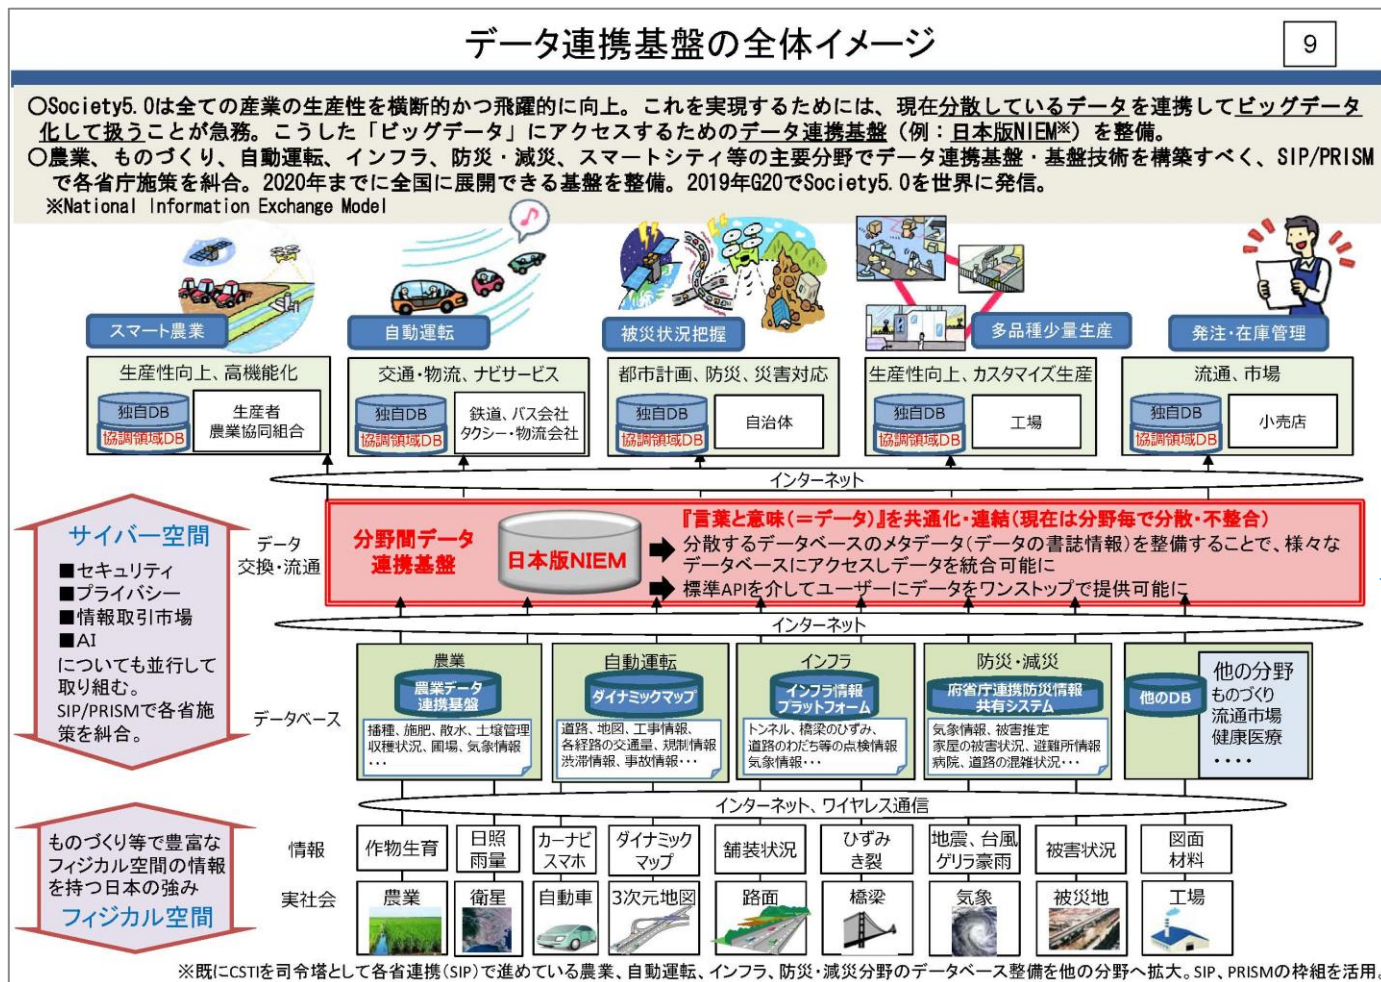 データ連携基盤の全体イメージ
9
○Society5.0は全ての産業の生産性を横断的かつ飛躍的に向上。これを実現するためには、現在分散しているデータを連携してビッグデータ
化して扱うことが急務。こうした「ビッグデータ」にアクセスするためのデータ連携基盤（例：日本版NIEM※）を整備。
○農業、ものづくり、自動運転、インフラ、防災・減災、スマートシティ等の主要分野でデータ連携基盤・基盤技術を構築すべく、SIP/PRISM
で各省庁施策を糾合。2020年までに全国に展開できる基盤を整備。2019年G20でSociety5.0を世界に発信。
※National Information Exchange Model
スマート農業
自動運転
被災状況把握
多品種少量生産
発注・在庫管理
生産性向上、高機能化
独自DB
協調領域DB
生産者
農業協同組合
交通・物流、ナビサービス
独自DB
協調領域DB
鉄道、バス会社
タクシー・物流会社
都市計画、防災、災害対応
独自DB
協調領域DB
自治体
生産性向上、カスタマイズ生産
独自DB
協調領域DB
工場
流通、市場
独自DB
協調領域DB
小売店
インターネット
サイバー空間
■セキュリティ
■プライバシー
■情報取引市場
■AI
についても並行して
取り組む。
SIP/PRISMで各省施
策を糾合。
データ
交換・流通
分野間データ
連携基盤
日本版NIEM
『言葉と意味（＝データ）』を共通化・連結（現在は分野毎で分散・不整合）
分散するデータベースのメタデータ（データの書誌情報）を整備することで、様々な
データベースにアクセスしデータを統合可能に
標準APIを介してユーザーにデータをワンストップで提供可能に
インターネット
データベース
農業
農業データ
連携基盤
播種、施肥、散水、土壌管理
収穫状況、圃場、気象情報
・・・
自動運転
ダイナミックマップ
道路、地図、工事情報、
各経路の交通量、規制情報
渋滞情報、事故情報・・・
インフラ
インフラ情報
プラットフォーム
トンネル、橋梁のひずみ、
道路のわだち等の点検情報
気象情報・・・
防災・減災
府省庁連携防災情報
共有システム
気象情報、被害推定
家屋の被害状況、避難所情報
病院、道路の混雑状況・・・
他のDB
他の分野
ものづくり
流通市場
健康医療
・・・・
インターネット、ワイヤレス通信
ものづくり等で豊富な
フィジカル空間の情報
を持つ日本の強み
フィジカル空間
情報
作物生育
日照
雨量
カーナビ
スマホ
ダイナミック
マップ
舗装状況
ひずみ
き裂
地震、台風
ゲリラ豪雨
被害状況
図面
材料
実社会
農業
衛星
自動車
3次元地図
路面
橋梁
気象
被災地
工場
※既にCSTIを司令塔として各省連携(SIP)で進めている農業、自動運転、インフラ、防災・減災分野のデータベース整備を他の分野へ拡大。SIP、PRISMの枠組を活用。